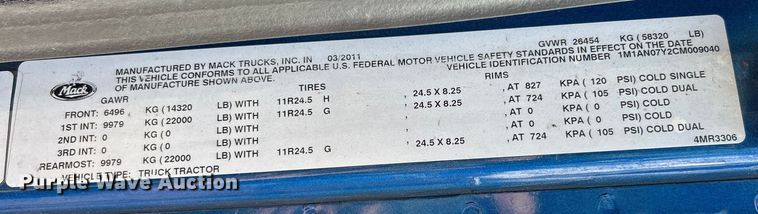 MANUFACTURED BY MACK TRUCKS, INC. IN 03/2011 GVWR 26454 KG (58320 LB)
THIS VEHICLE CONFORMS TO ALL APPLICABLE U.S. FEDERAL MOTOR VEHICLE SAFETY STANDARDS IN EFFECT ON THE DATE
OF MANUFACTURE SHOWN ABOVE. VEHICLE IDENTIFICATION NUMBER 1M1AN07Y2CM009040
Mack
GAWR TIRES RIMS
FRONT: 6496 KG (14320 LB) WITH 11R24.5 H , 24.5 X 8.25 , AT 827 KPA (120 PSI) COLD SINGLE
1ST INT: 9979 KG (22000 LB) WITH 11R24.5 G , 24.5 X 8.25 , AT 724 KPA (105 PSI) COLD DUAL
2ND INT: 0 KG (0 LB) WITH , , AT 0 KPA (0 PSI) COLD
3RD INT: 0 KG (0 LB) WITH , , AT 0 KPA (0 PSI) COLD
REARMOST: 9979 KG (22000 LB) WITH 11R24.5 G , 24.5 X 8.25 , AT 724 KPA (105 PSI) COLD DUAL
VEHICLE TYPE: TRUCK TRACTOR 4MR3306
Purple Wave Auction